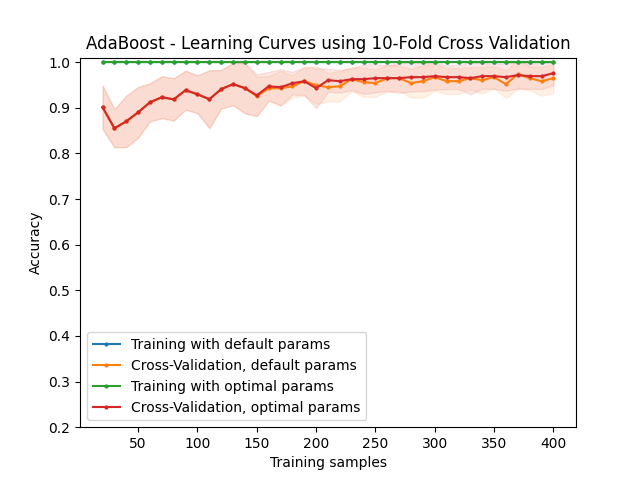 AdaBoost - Learning Curves using 10-Fold Cross Validation
1.0
0.9
0.8
0.7
0.6
0.5
0.4
0.3
0.2
Accuracy
Training with default params
Cross-Validation, default params
Training with optimal params
Cross-Validation, optimal params
50 100 150 200 250 300 350 400
Training samples